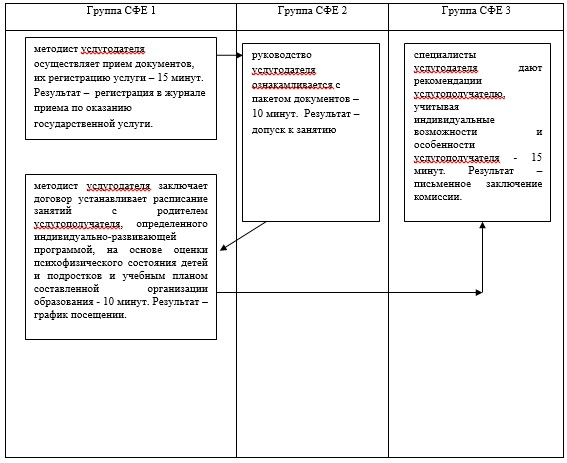 Группа СФЕ 1
Группа СФЕ 2
Группа СФЕ 3
методист услугодателя
осуществляет прием документов,
их регистрацию услуги – 15 минут.
Результат – регистрация в журнале
приема по оказанию
государственной услуги.
руководство
услугодателя
ознакамливается с
пакетом документов –
10 минут. Результат –
допуск к занятию
специалисты
услугодателя дают
рекомендации
услугополучателю,
учитывая
индивидуальные
возможности и
особенности
услугополучателя - 15
минут. Результат –
письменное заключение
комиссии.
методист услугодателя заключает
договор устанавливает расписание
занятий с родителем
услугополучателя, определенного
индивидуально-развивающей
программой, на основе оценки
психофизического состояния детей
и подростков и учебным планом
составленной организации
образования - 10 минут. Результат –
график посещении.